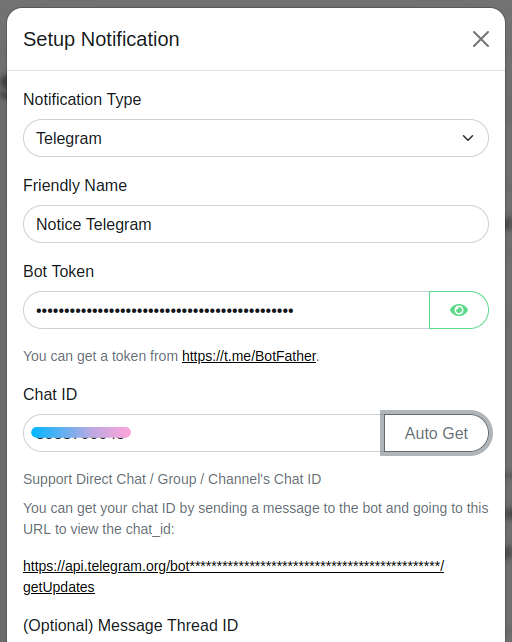 Setup Notification
Notification Type
Telegram
Friendly Name
Notice Telegram
Bot Token
••••••••••••••••••••••••••••••••••••••••••••••
You can get a token from https://t.me/BotFather.
Chat ID
Auto Get
Support Direct Chat / Group / Channel's Chat ID
You can get your chat ID by sending a message to the bot and going to this
URL to view the chat_id:
https://api.telegram.org/bot**********************************************/
getUpdates
(Optional) Message Thread ID